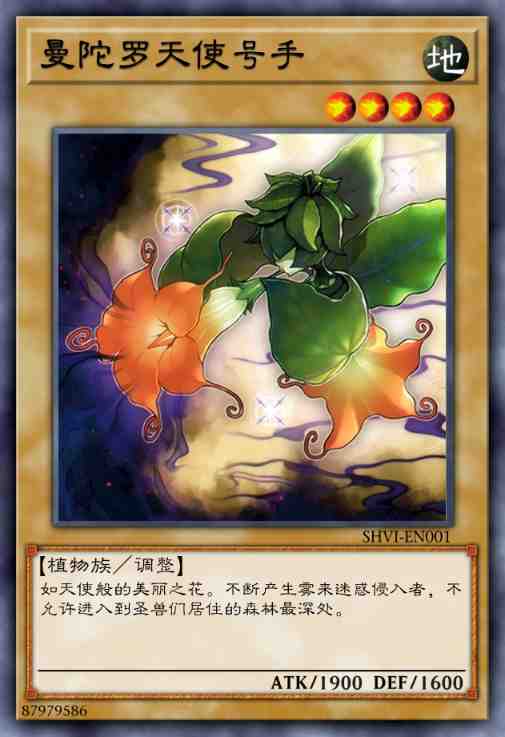 曼陀罗天使号手
地
SHVI-EN001
【植物族／调整】
如天使般的美丽之花。不断产生雾来迷惑侵入者，不
允许进入到圣兽们居住的森林最深处。
ATK/1900 DEF/1600
87979586